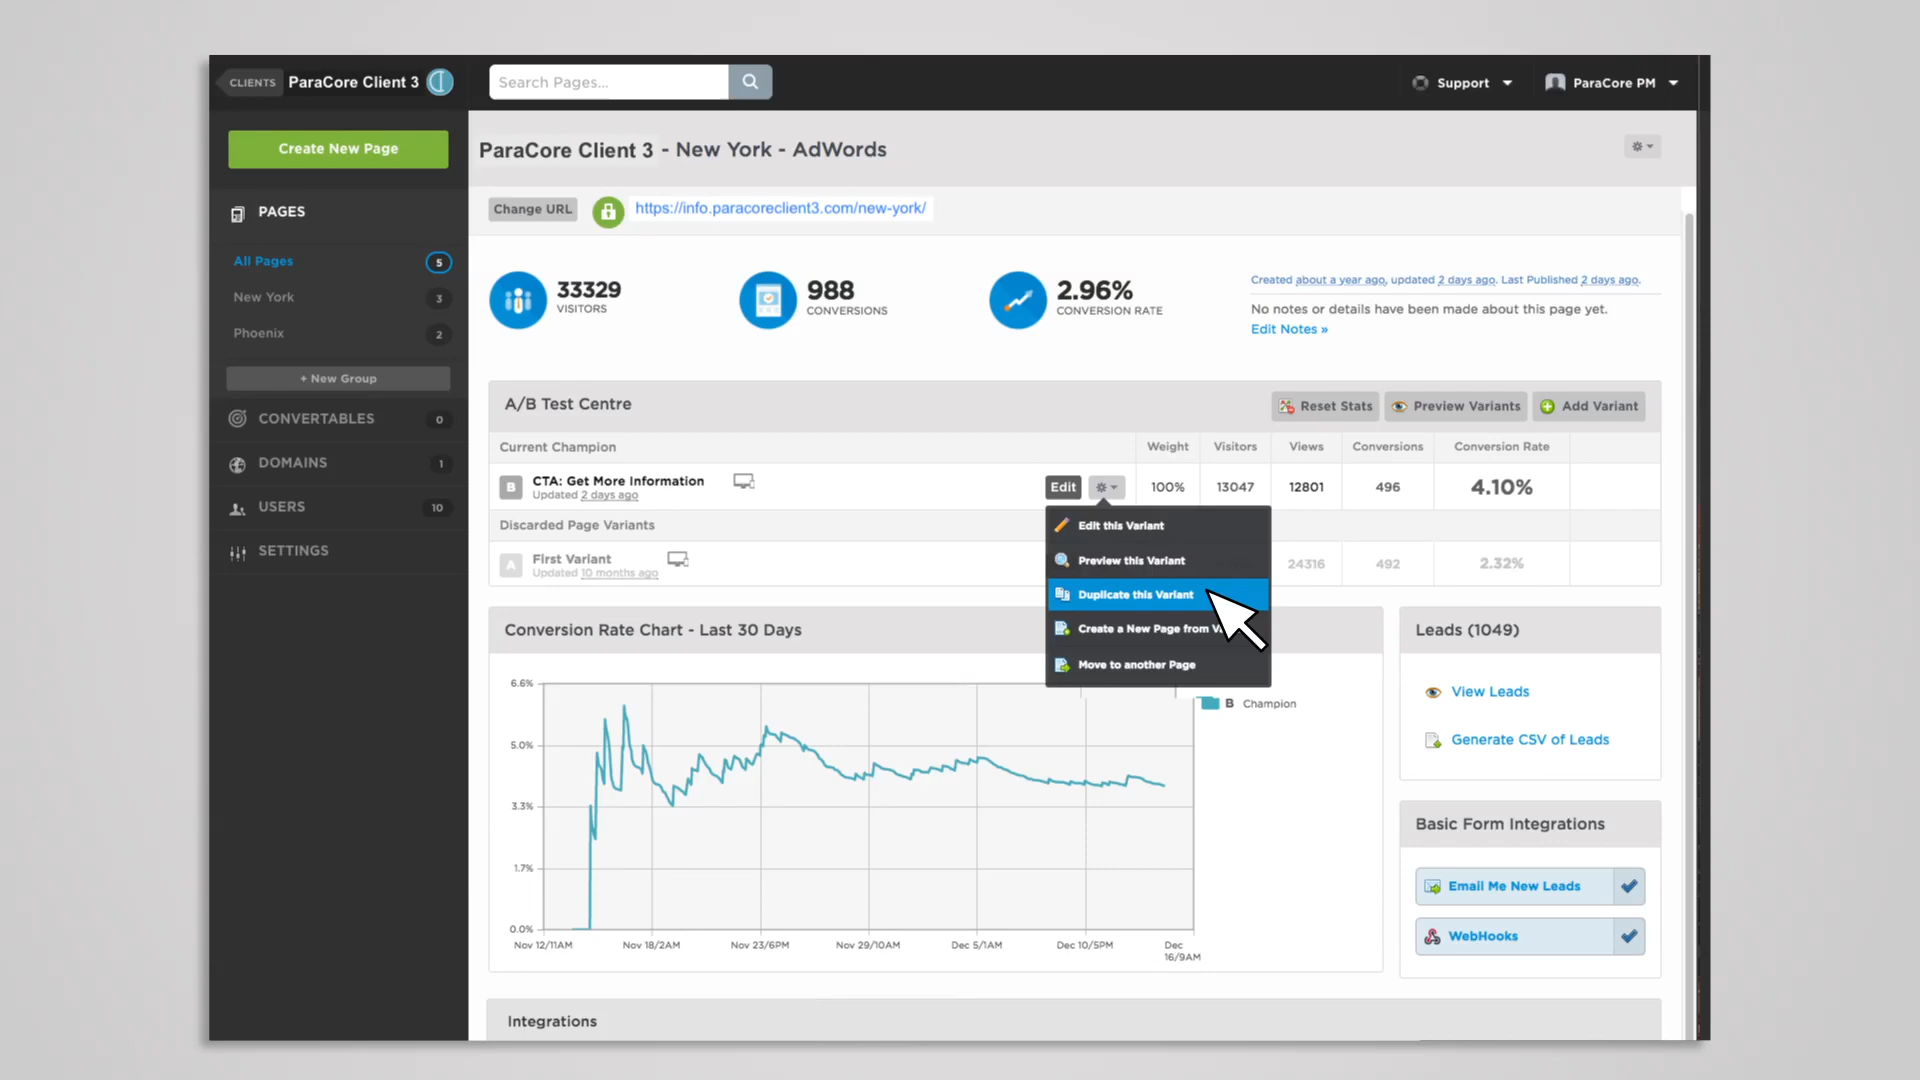 CLIENTS ParaCore Client 3
Search Pages...
Support
ParaCore PM
Create New Page
PAGES
All Pages 5
New York 3
Phoenix 2
+ New Group
CONVERTABLES 0
DOMAINS 1
USERS 10
SETTINGS
ParaCore Client 3 - New York - AdWords
Change URL https://info.paracoreclient3.com/new-york/
33329
VISITORS
988
CONVERSIONS
2.96%
CONVERSION RATE
Created about a year ago, updated 2 days ago. Last Published 2 days ago.
No notes or details have been made about this page yet.
Edit Notes »
A/B Test Centre
Reset Stats
Preview Variants
Add Variant
Current Champion Weight Visitors Views Conversions Conversion Rate
B CTA: Get More Information Edit 100% 13047 12801 496 4.10%
Updated 2 days ago
Discarded Page Variants
A First Variant 24316 492 2.32%
Updated 10 months ago
Edit this Variant
Preview this Variant
Duplicate this Variant
Create a New Page from
Move to another Page
Conversion Rate Chart - Last 30 Days
6.6%
5.0%
3.3%
1.7%
0.0%
Nov 12/11AM Nov 18/2AM Nov 23/6PM Nov 29/10AM Dec 5/1AM Dec 10/5PM Dec
16/9AM
B Champion
Leads (1049)
View Leads
Generate CSV of Leads
Basic Form Integrations
Email Me New Leads
WebHooks
Integrations